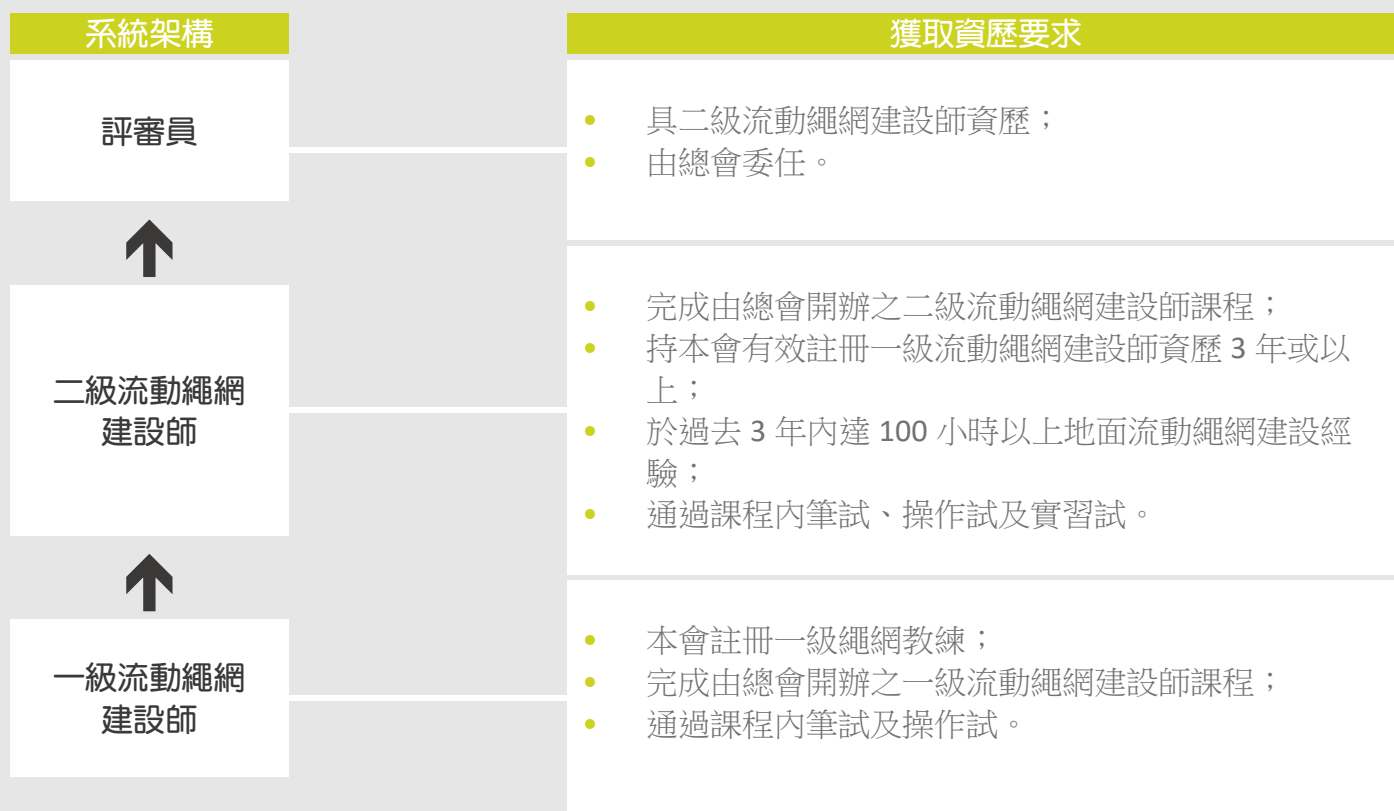 系統架構
獲取資歷要求
評審員
• 具二級流動繩網建設師資歷；
• 由總會委任。
二級流動繩網
建設師
• 完成由總會開辦之二級流動繩網建設師課程；
• 持本會有效註冊一級流動繩網建設師資歷 3 年或以
上；
• 於過去 3 年內達 100 小時以上地面流動繩網建設經
驗；
• 通過課程內筆試、操作試及實習試。
一級流動繩網
建設師
• 本會註冊一級繩網教練；
• 完成由總會開辦之一級流動繩網建設師課程；
• 通過課程內筆試及操作試。